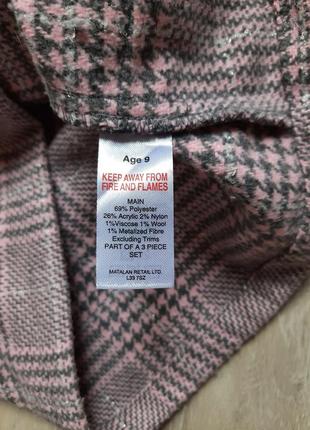 Age 9
KEEP AWAY FROM
FIRE AND FLAMES
MAIN
69% Polyester
26% Acrylic 2% Nylon
1%Viscose 1% Wool
1% Metalized Fibre
Excluding Trims
PART OF A 3 PIECE
SET
MATALAN RETAIL LTD.
L33 7SZ